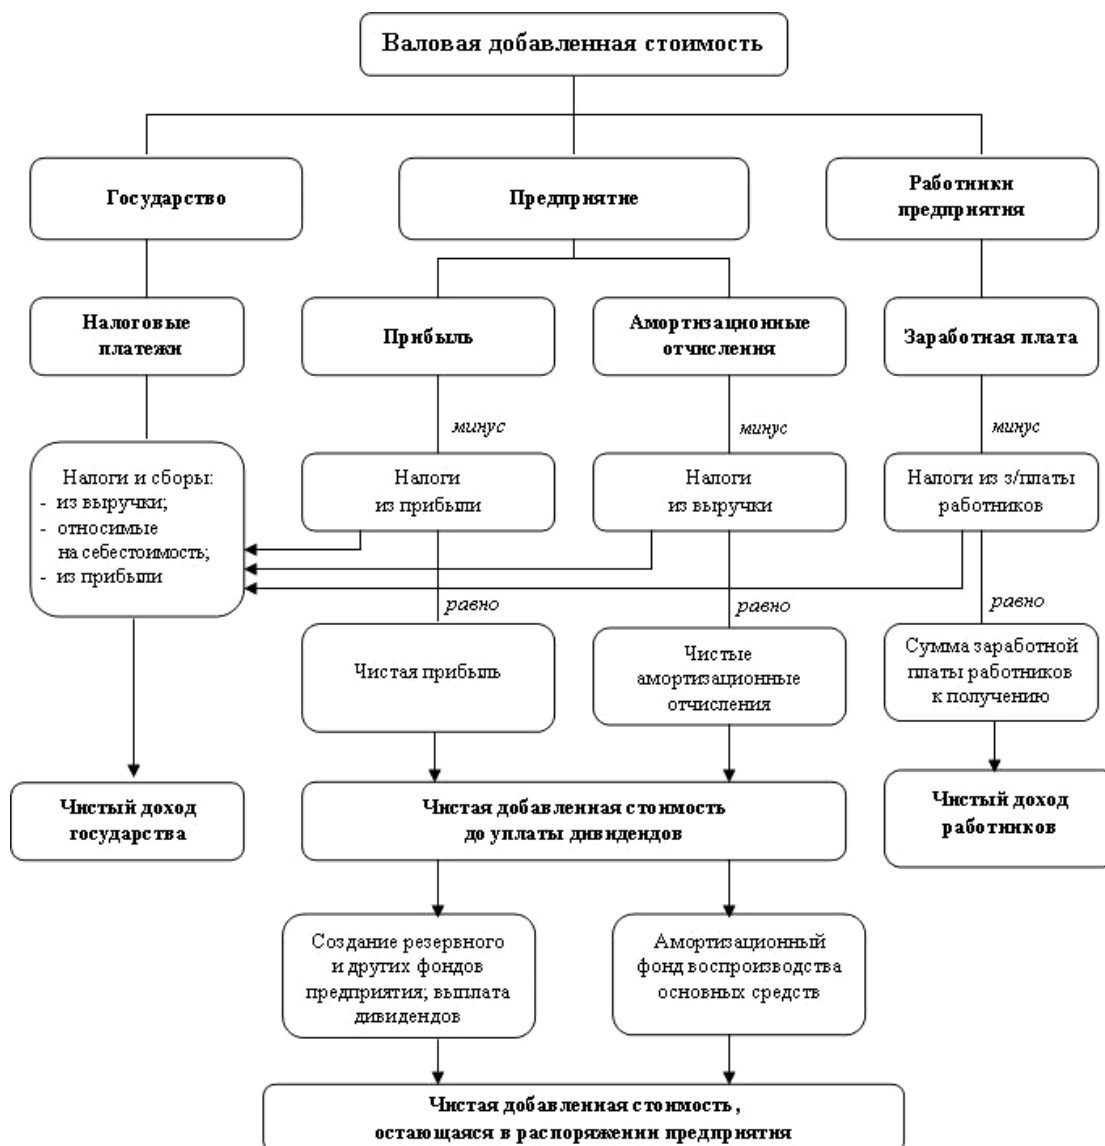 Валовая добавленная стоимость
Государство
Предприятие
Работники
предприятия
Налоговые
платежи
Прибыль
Амортизационные
отчисления
Заработная плата
минус
минус
минус
Налоги и сборы:
- из выручки;
- относимые
на себестоимость;
- из прибыли
Налоги
из прибыли
Налоги
из выручки
Налоги из з/платы
работников
равно
равно
равно
Чистая прибыль
Чистые
амортизационные
отчисления
Сумма заработной
платы работников
к получению
Чистый доход
государства
Чистая добавленная стоимость
до уплаты дивидендов
Чистый доход
работников
Создание резервного
и других фондов
предприятия; выплата
дивидендов
Амортизационный
фонд воспроизводства
основных средств
Чистая добавленная стоимость,
остающаяся в распоряжении предприятия